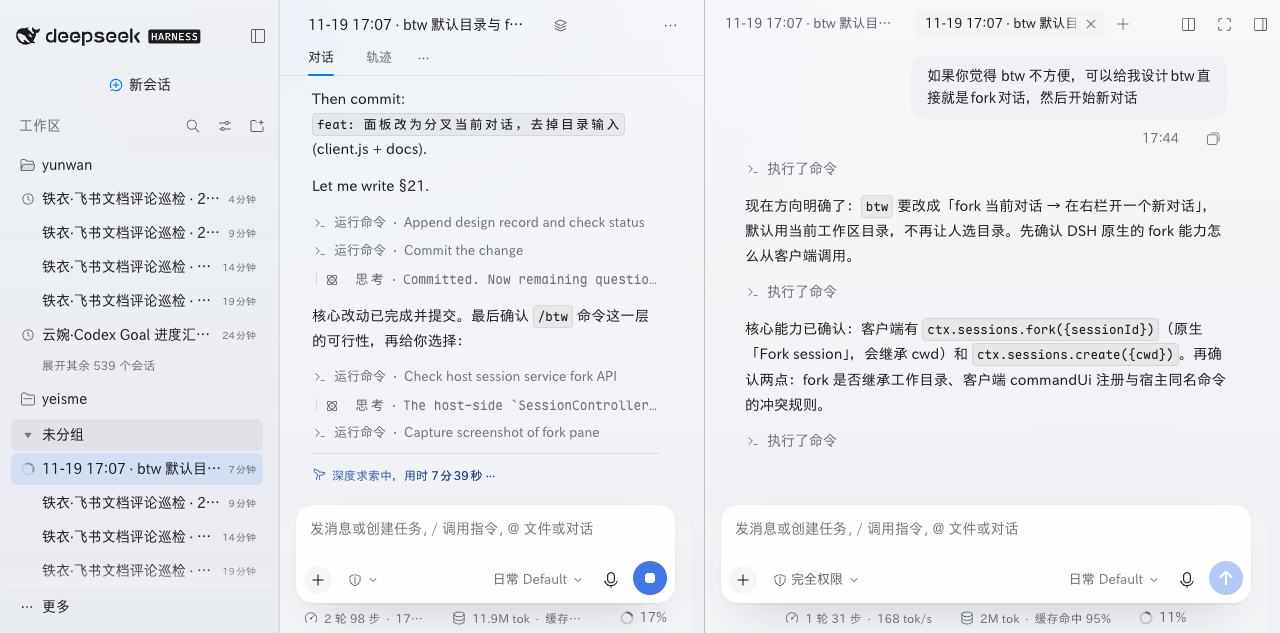 deepseek HARNESS
新会话
工作区
yunwan
铁衣·飞书文档评论巡检 · 2··· 4分钟
铁衣·飞书文档评论巡检 · 2··· 9分钟
铁衣·飞书文档评论巡检 · ··· 14分钟
铁衣·飞书文档评论巡检 · ··· 19分钟
云婉·Codex Goal 进度汇··· 24分钟
展开其余 539 个会话
yeisme
未分组
11-19 17:07 · btw 默认目··· 7分钟
铁衣·飞书文档评论巡检 · 2··· 9分钟
铁衣·飞书文档评论巡检 · ··· 14分钟
铁衣·飞书文档评论巡检 · ··· 19分钟
··· 更多
11-19 17:07 · btw 默认目录与 f···
对话 轨迹 ···
Then commit:
feat: 面板改为分叉当前对话，去掉目录输入
(client.js + docs).
Let me write §21.
运行命令 · Append design record and check status
运行命令 · Commit the change
思考 · Committed. Now remaining questio…
核心改动已完成并提交。最后确认 /btw 命令这一层
的可行性，再给你选择：
运行命令 · Check host session service fork API
思考 · The host-side `SessionController…
运行命令 · Capture screenshot of fork pane
深度求索中，用时 7分39秒 ···
发消息或创建任务, / 调用指令, @ 文件或对话
日常 Default
2 轮 98 步 · 17··· 11.9M tok · 缓存··· 17%
11-19 17:07 · btw 默认目··· 11-19 17:07 · btw 默认目
如果你觉得 btw 不方便，可以给我设计btw直
接就是fork对话，然后开始新对话
17:44
执行了命令
现在方向明确了： btw 要改成「fork 当前对话 → 在右栏开一个新对话」，
默认用当前工作区目录，不再让人选目录。先确认 DSH 原生的 fork 能力怎
么从客户端调用。
执行了命令
核心能力已确认：客户端有 ctx.sessions.fork({sessionId})（原生
「Fork session」，会继承 cwd）和 ctx.sessions.create({cwd})。再确
认两点：fork 是否继承工作目录、客户端 commandUi 注册与宿主同名命令
的冲突规则。
执行了命令
发消息或创建任务, / 调用指令, @ 文件或对话
完全权限 日常 Default
1 轮 31 步 · 168 tok/s 2M tok · 缓存命中 95% 11%